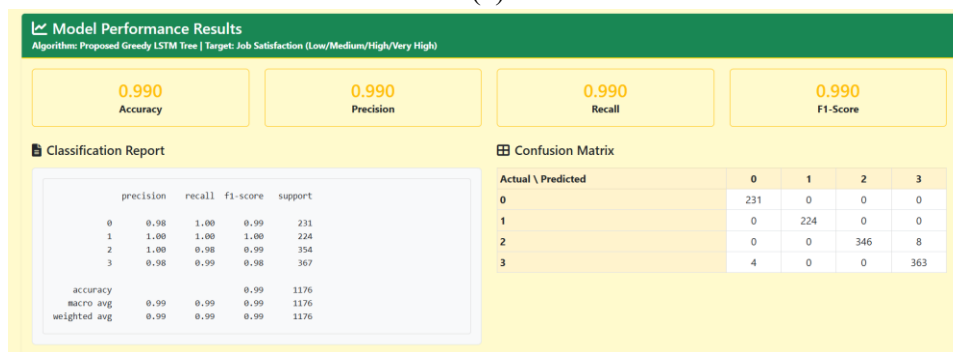 Model Performance Results
Algorithm: Proposed Greedy LSTM Tree | Target: Job Satisfaction (Low/Medium/High/Very High)
0.990 0.990 0.990 0.990
Accuracy Precision Recall F1-Score
Classification Report
precision recall f1-score support
0 0.98 1.00 0.99 231
1 1.00 1.00 1.00 224
2 1.00 0.98 0.99 354
3 0.98 0.99 0.98 367
accuracy 0.99 1176
macro avg 0.99 0.99 0.99 1176
weighted avg 0.99 0.99 0.99 1176
Confusion Matrix
Actual \ Predicted 0 1 2 3
0 231 0 0 0
1 0 224 0 0
2 0 0 346 8
3 4 0 0 363